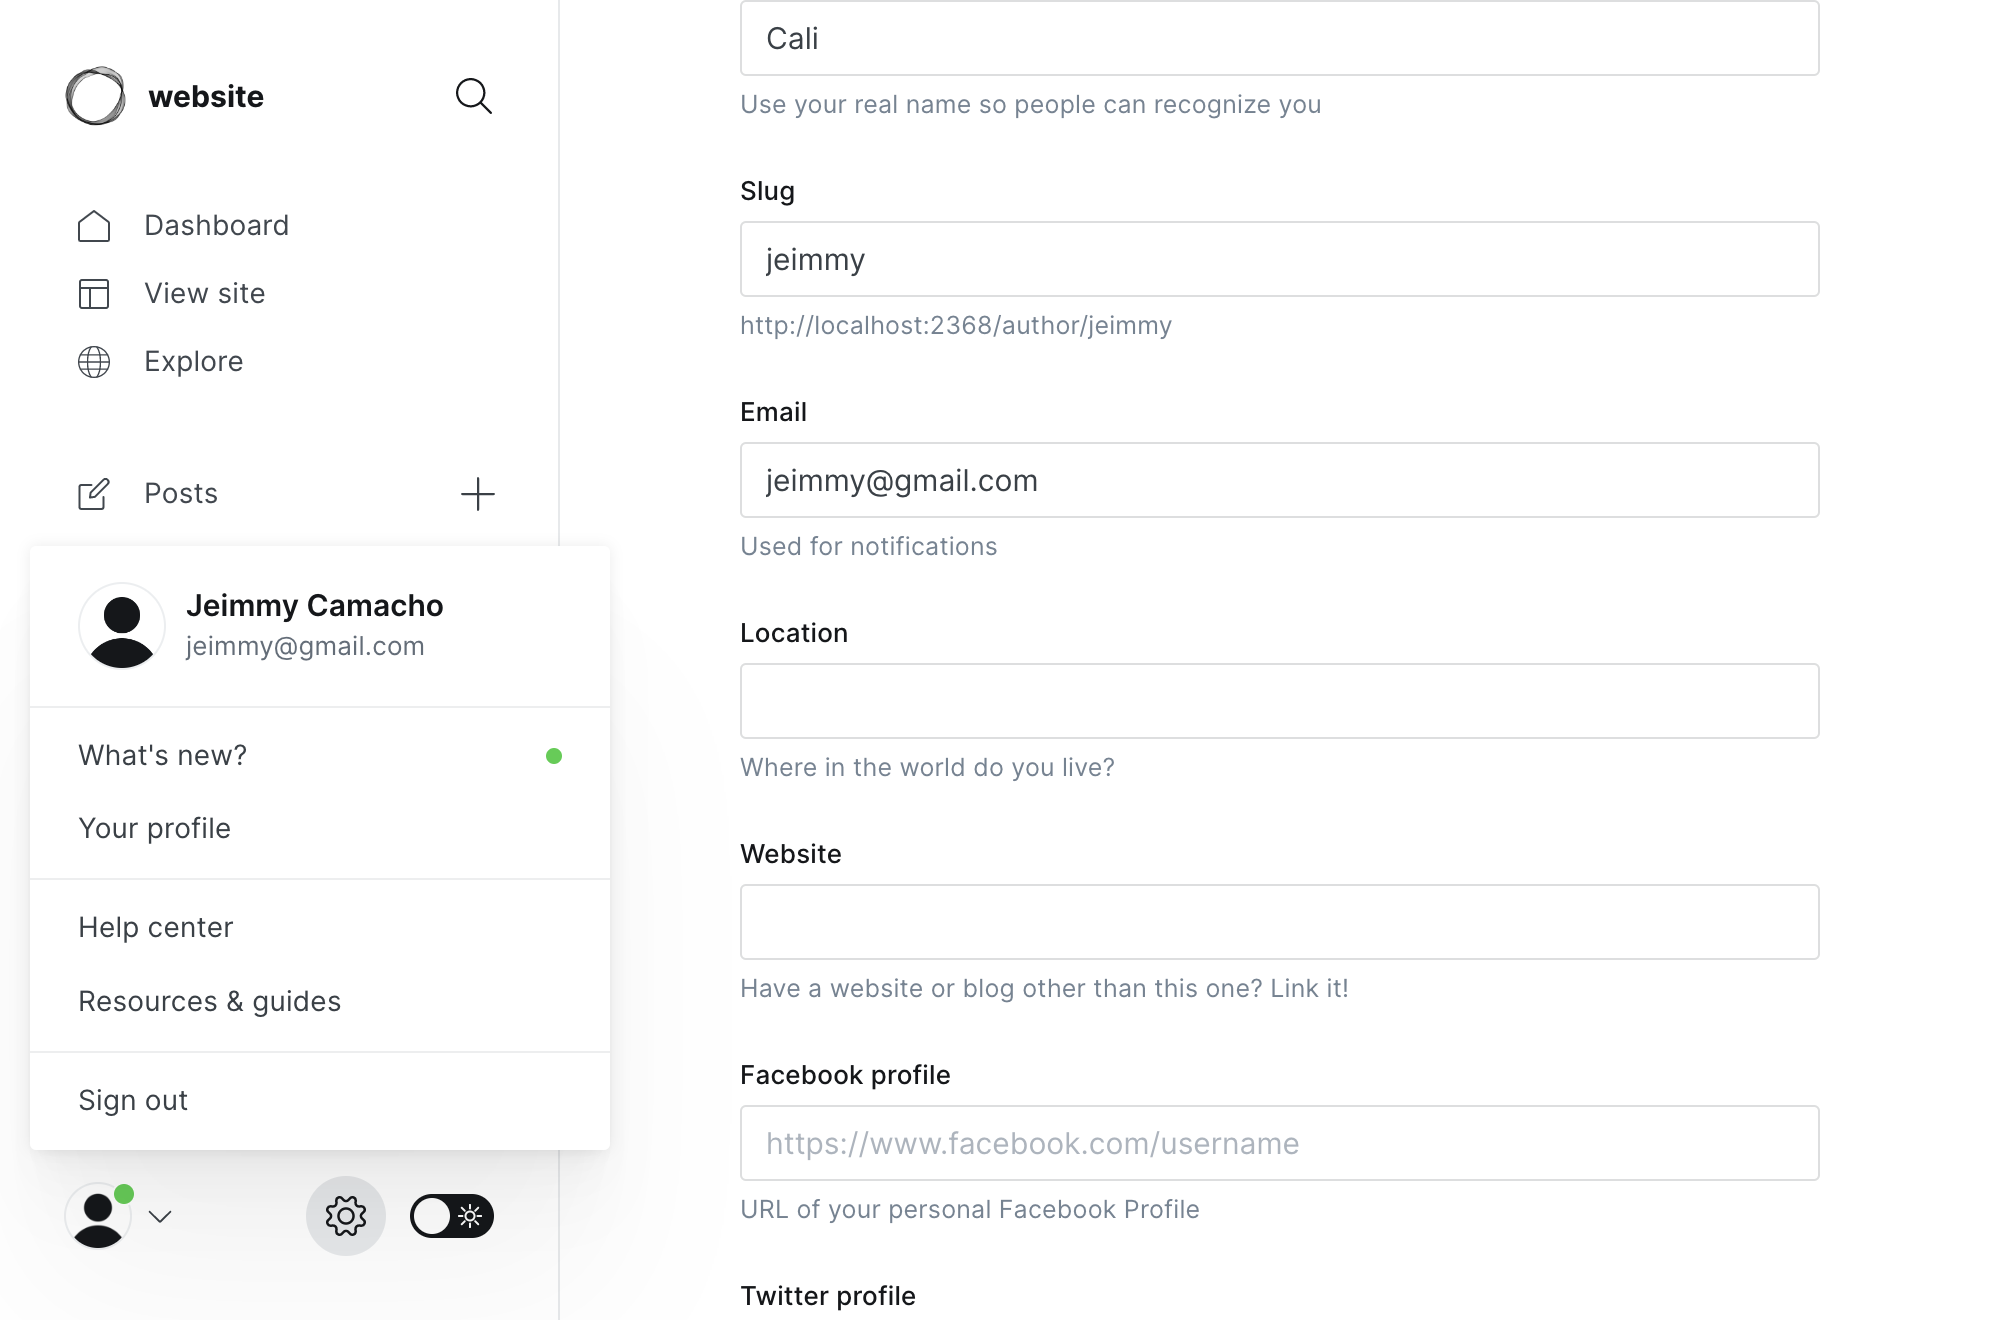 website
Dashboard
View site
Explore
Posts
Jeimmy Camacho
jeimmy@gmail.com
What's new?
Your profile
Help center
Resources & guides
Sign out
Cali
Use your real name so people can recognize you
Slug
jeimmy
http://localhost:2368/author/jeimmy
Email
jeimmy@gmail.com
Used for notifications
Location
Where in the world do you live?
Website
Have a website or blog other than this one? Link it!
Facebook profile
https://www.facebook.com/username
URL of your personal Facebook Profile
Twitter profile